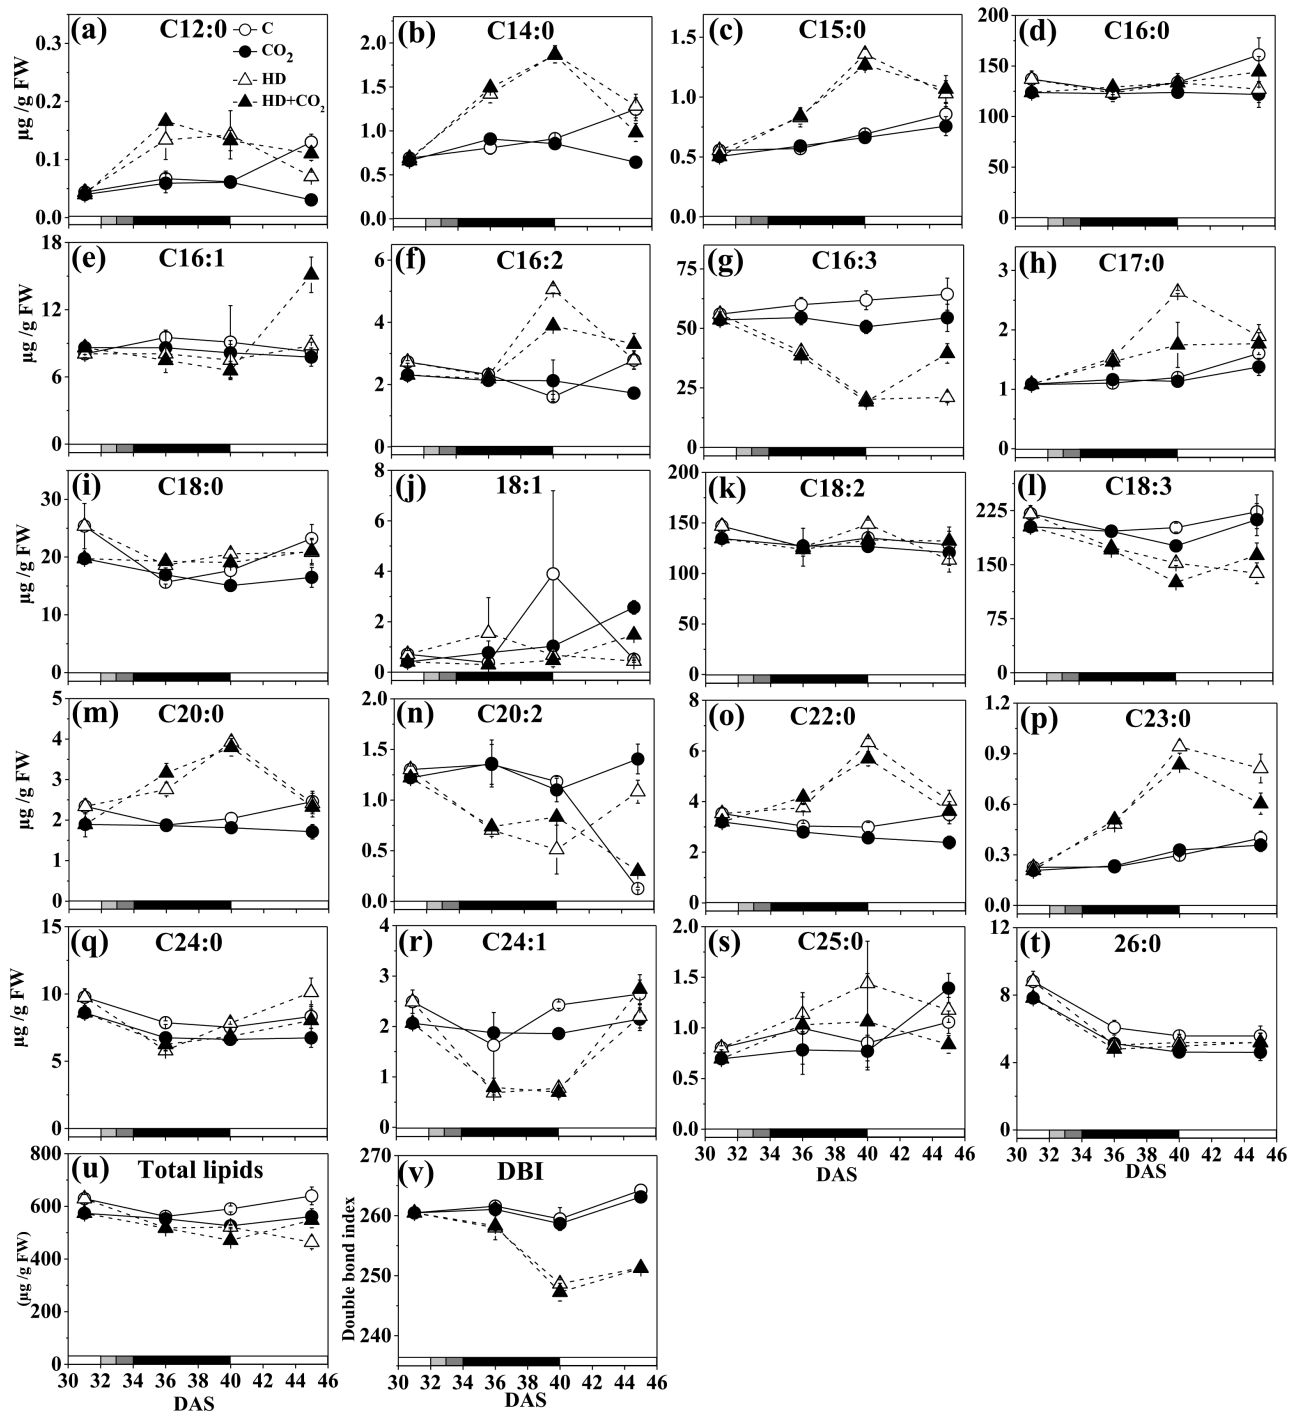 (a) C12:0
C
CO2
HD
HD+CO2
0.3
0.2
0.1
0.0
µg /g FW
(b) C14:0
2.0
1.5
1.0
0.5
0.0
(c) C15:0
1.5
1.0
0.5
0.0
(d) C16:0
200
150
100
50
0
(e) C16:1
18
12
6
0
µg /g FW
(f) C16:2
6
4
2
0
(g) C16:3
75
50
25
0
(h) C17:0
3
2
1
0
(i) C18:0
30
20
10
0
µg /g FW
(j) 18:1
8
6
4
2
0
(k) C18:2
200
150
100
50
0
(l) C18:3
225
150
75
0
(m) C20:0
5
4
3
2
1
0
µg /g FW
(n) C20:2
2.0
1.5
1.0
0.5
0.0
(o) C22:0
8
6
4
2
0
(p) C23:0
1.2
0.9
0.6
0.3
0.0
(q) C24:0
15
10
5
0
µg /g FW
(r) C24:1
4
3
2
1
0
(s) C25:0
2.0
1.5
1.0
0.5
0.0
30 32 34 36 38 40 42 44 46
DAS
(t) 26:0
12
8
4
0
30 32 34 36 38 40 42 44 46
DAS
(u) Total lipids
800
600
400
200
0
(µg /g FW)
30 32 34 36 38 40 42 44 46
DAS
(v) DBI
270
260
250
240
Double bond index
30 32 34 36 38 40 42 44 46
DAS